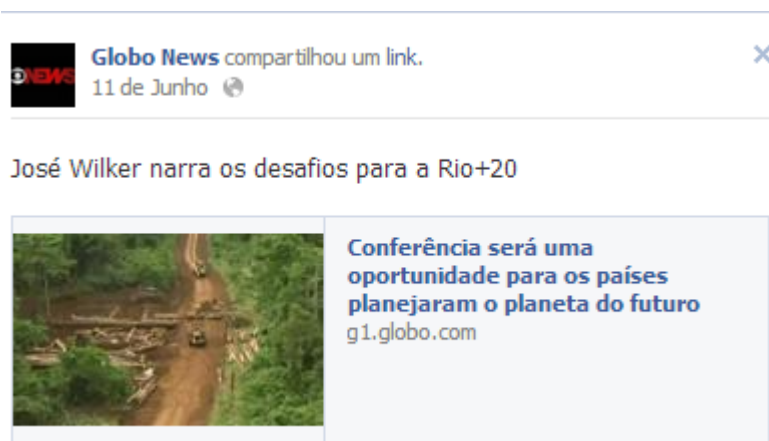 NEWS
Globo News compartilhou um link.
11 de Junho
José Wilker narra os desafios para a Rio+20
Conferência será uma
oportunidade para os países
planejaram o planeta do futuro
g1.globo.com